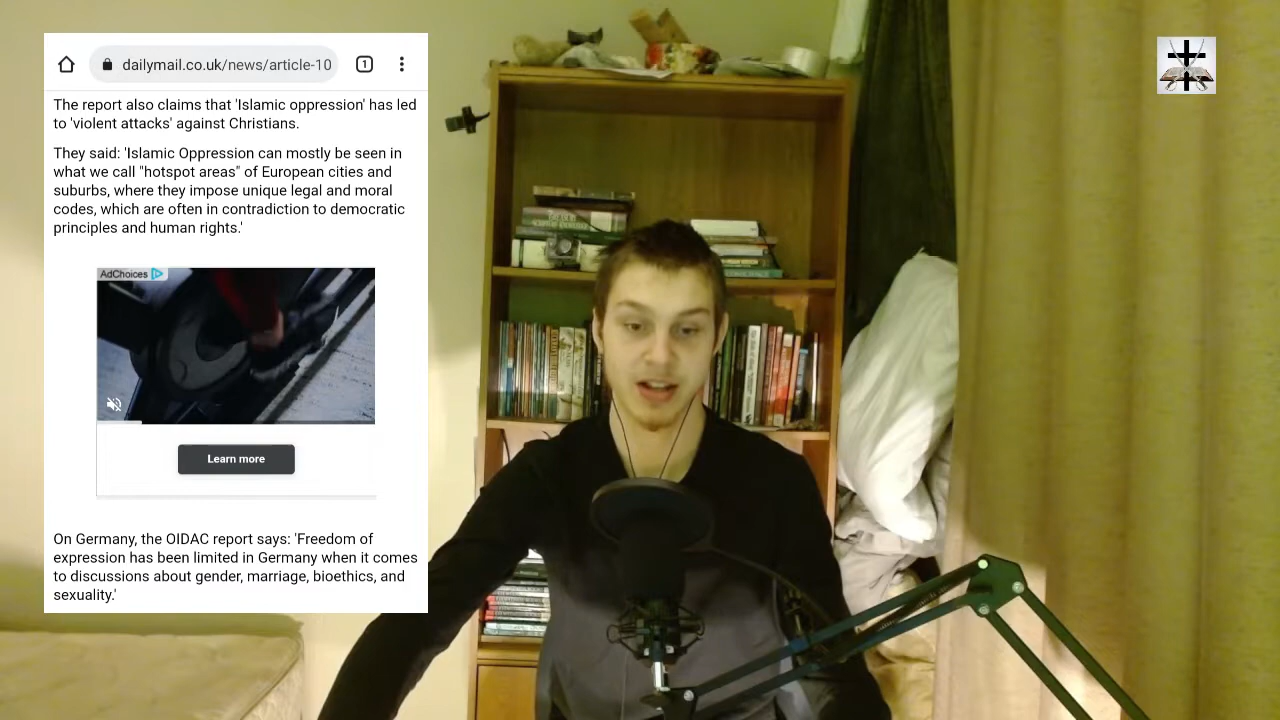 dailymail.co.uk/news/article-10
1
The report also claims that 'Islamic oppression' has led
to 'violent attacks' against Christians.
They said: 'Islamic Oppression can mostly be seen in
what we call "hotspot areas" of European cities and
suburbs, where they impose unique legal and moral
codes, which are often in contradiction to democratic
principles and human rights.'
AdChoices
Learn more
On Germany, the OIDAC report says: 'Freedom of
expression has been limited in Germany when it comes
to discussions about gender, marriage, bioethics, and
sexuality.'